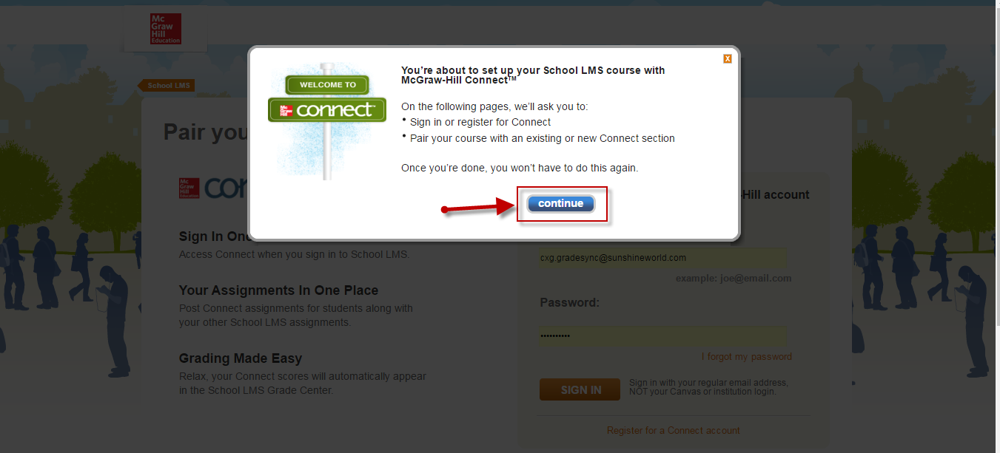 Mc
Graw
Hill
Education
School LMS
Pair you
WELCOME TO
Mc
Graw
Hill
connect™
X
You're about to set up your School LMS course with
McGraw-Hill Connect™
On the following pages, we'll ask you to:
• Sign in or register for Connect
• Pair your course with an existing or new Connect section
Once you're done, you won't have to do this again.
continue
Mc
Graw
Hill
Education
con
Sign In One
Access Connect when you sign in to School LMS.
Your Assignments In One Place
Post Connect assignments for students along with
your other School LMS assignments.
Grading Made Easy
Relax, your Connect scores will automatically appear
in the School LMS Grade Center.
-Hill account
cxg.gradesync@sunshineworld.com
example: joe@email.com
Password:
••••••••••
I forgot my password
SIGN IN
Sign in with your regular email address,
NOT your Canvas or institution login.
Register for a Connect account